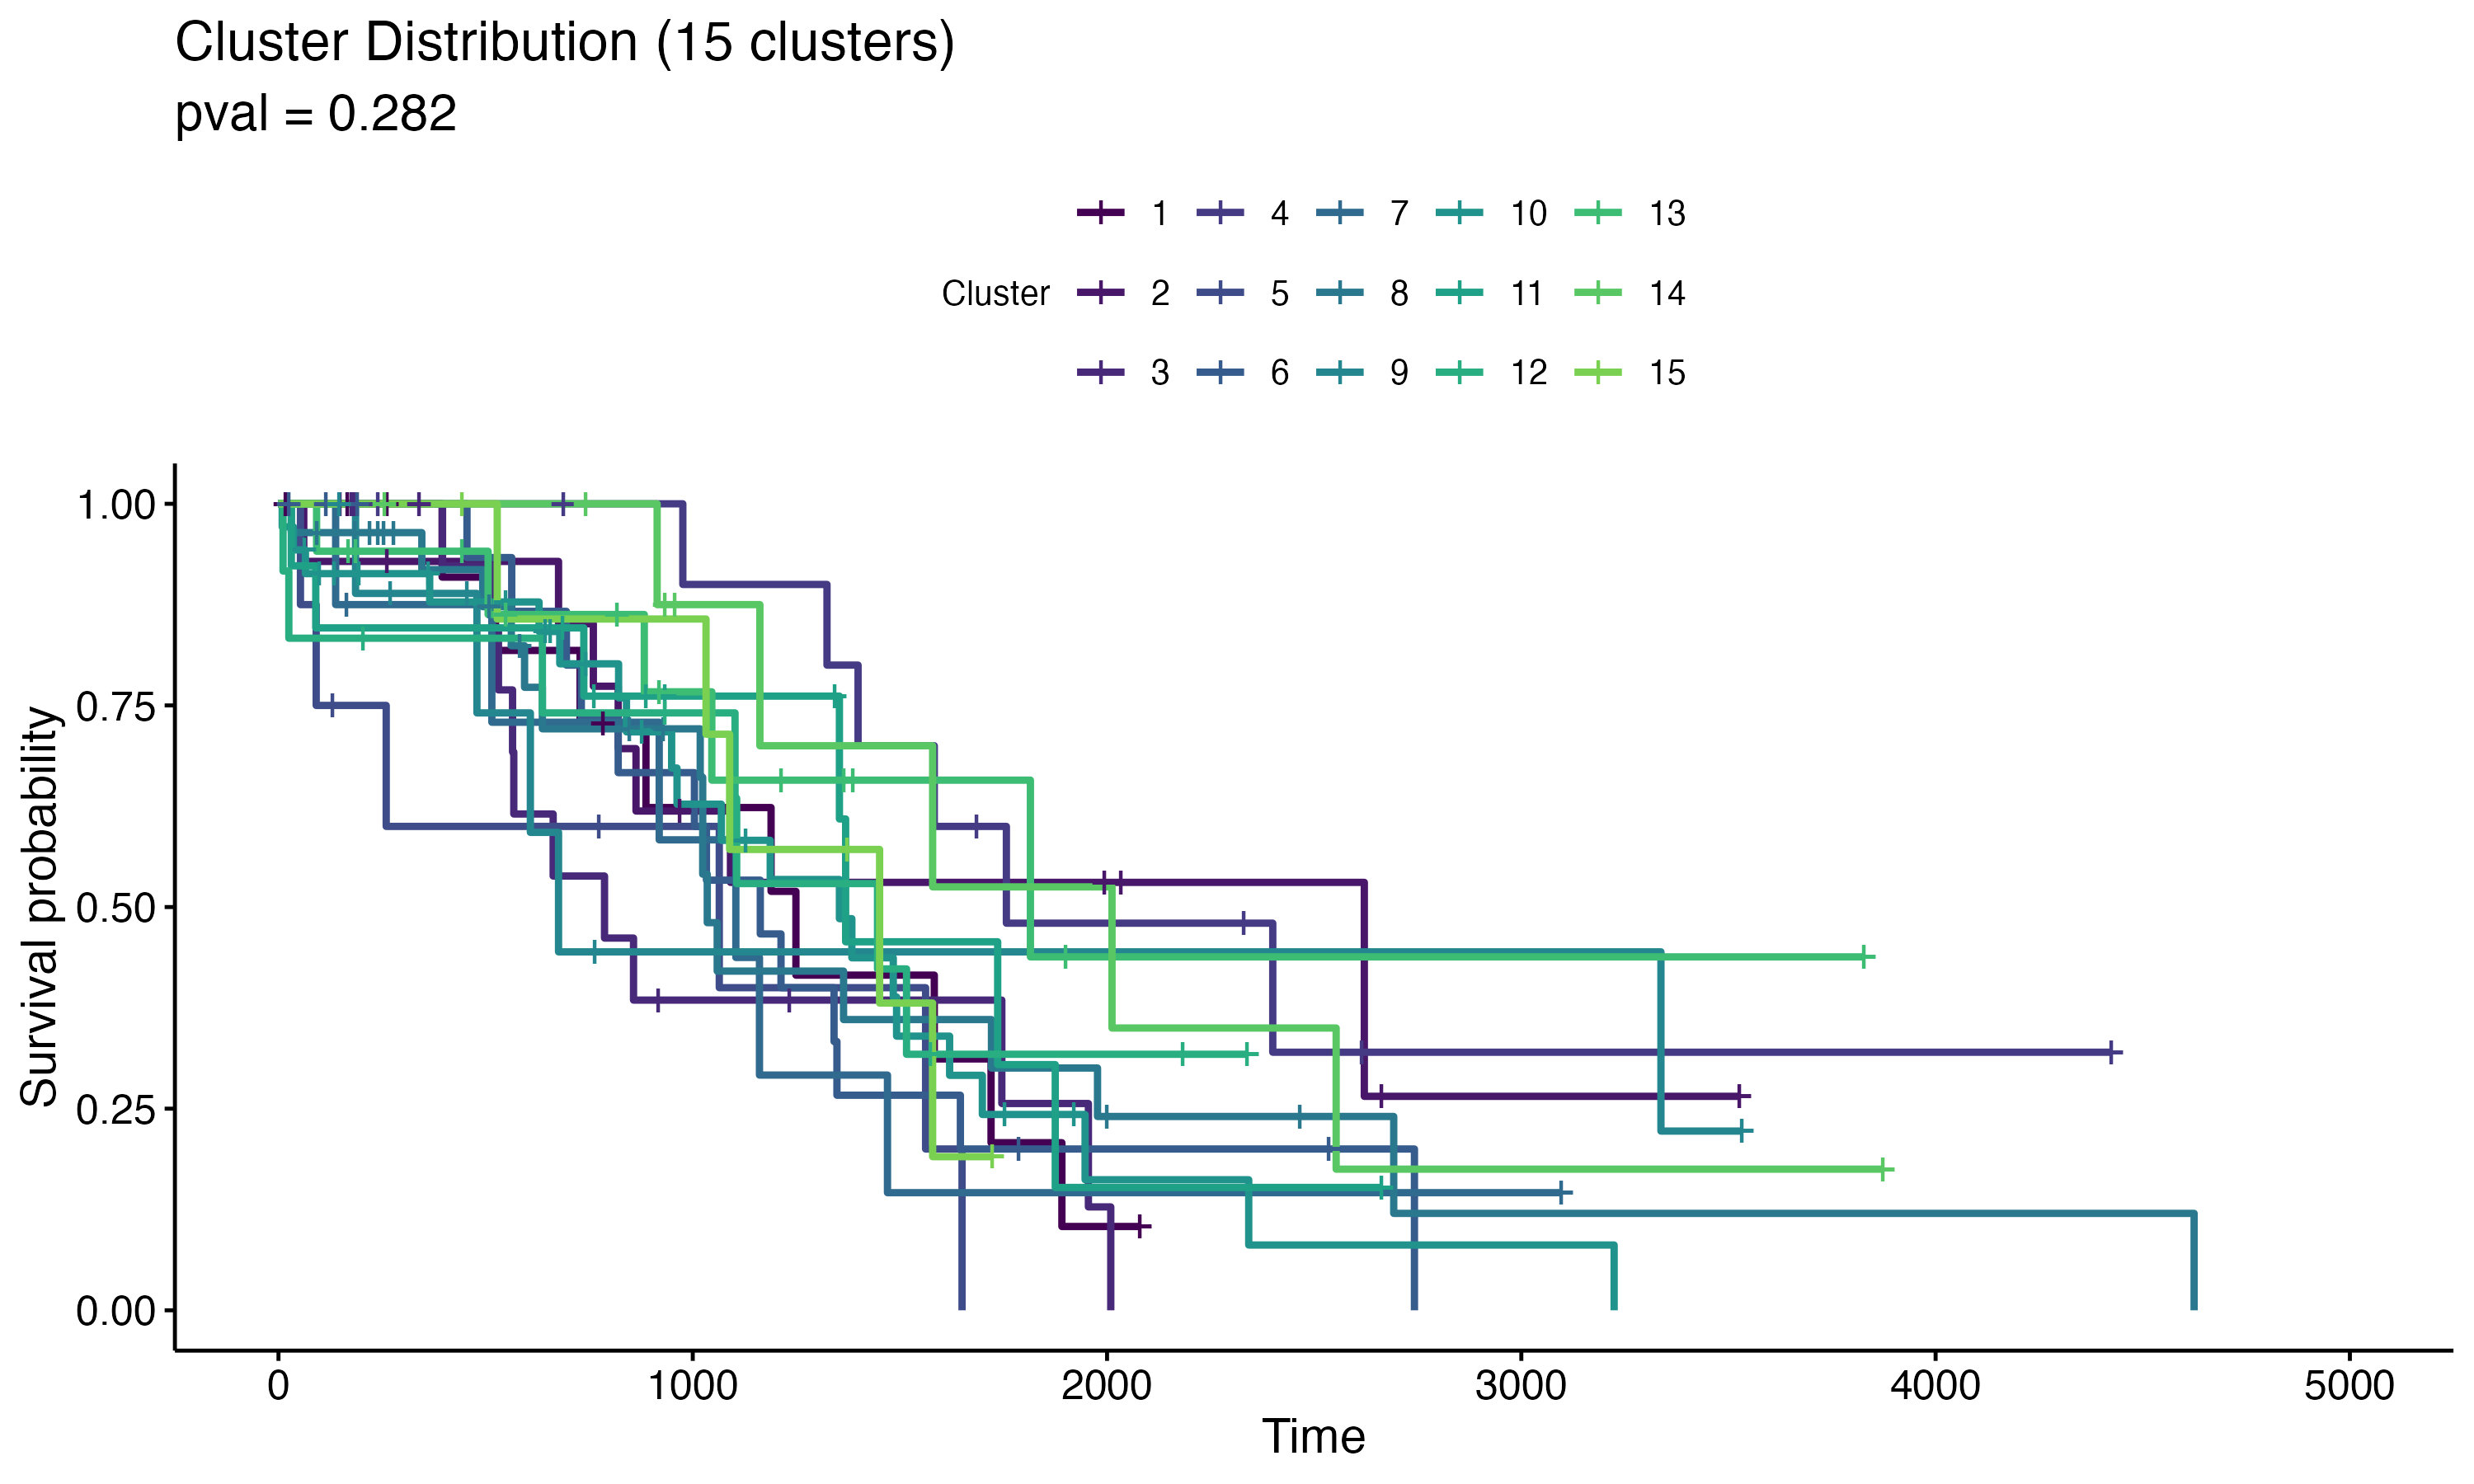 Cluster Distribution (15 clusters)
pval = 0.282
1 4 7 10 13
Cluster 2 5 8 11 14
3 6 9 12 15
1.00
0.75
0.50
0.25
0.00
Survival probability
0 1000 2000 3000 4000 5000
Time